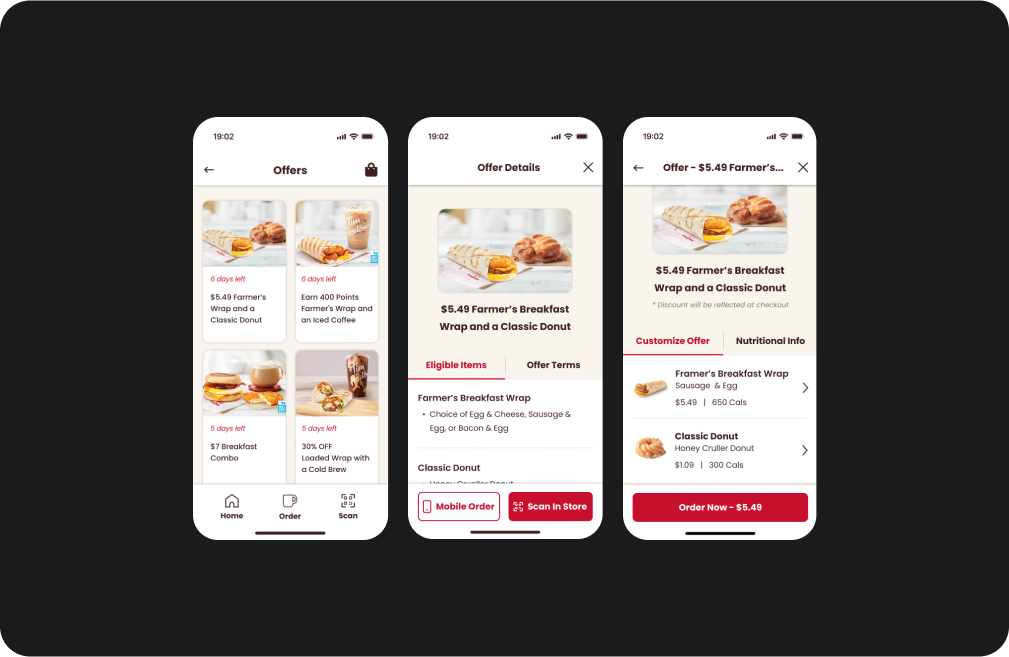 19:02
Offers
6 days left
$5.49 Farmer's
Wrap and a
Classic Donut
6 days left
Earn 400 Points
Farmer's Wrap and
an Iced Coffee
5 days left
$7 Breakfast
Combo
5 days left
30% OFF
Loaded Wrap with
a Cold Brew
Home
Order
Scan
19:02
Offer Details
$5.49 Farmer's Breakfast
Wrap and a Classic Donut
Eligible Items
Offer Terms
Farmer's Breakfast Wrap
• Choice of Egg & Cheese, Sausage &
Egg, or Bacon & Egg
Classic Donut
Mobile Order
Scan In Store
19:02
Offer - $5.49 Farmer's...
$5.49 Farmer's Breakfast
Wrap and a Classic Donut
* Discount will be reflected at checkout
Customize Offer
Nutritional Info
Framer's Breakfast Wrap
Sausage & Egg
$5.49 | 650 Cals
Classic Donut
Honey Cruller Donut
$1.09 | 300 Cals
Order Now - $5.49